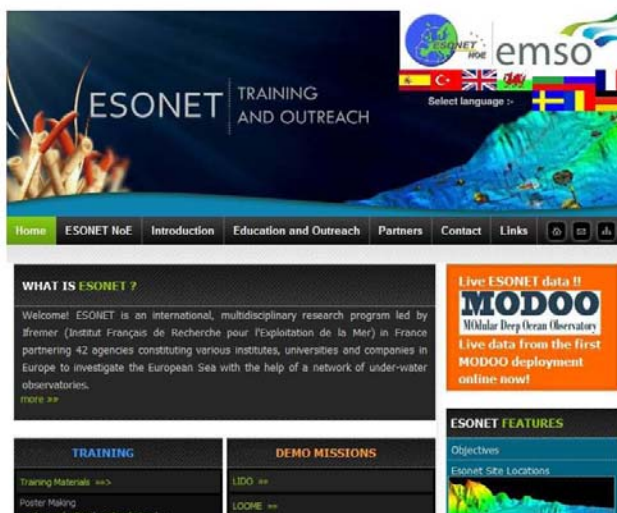 ESONET NOE
emso
ESONET
TRAINING
AND OUTREACH
Select language :-
Home ESONET NoE Introduction Education and Outreach Partners Contact Links
WHAT IS ESONET ?
Welcome! ESONET is an international, multidisciplinary research program led by
Ifremer (Institut Français de Recherche pour l'Exploitation de la Mer) in France
partnering 42 agencies constituting various institutes, universities and companies in
Europe to investigate the European Sea with the help of a network of under-water
observatories.
more »»
Live ESONET data !!
MODOO
MOdular Deep Ocean Observatory
Live data from the first
MODOO deployment
online now!
ESONET FEATURES
Objectives
Esonet Site Locations
TRAINING
Training Materials »=>
Poster Making
DEMO MISSIONS
LIDO »»
LOOME »»